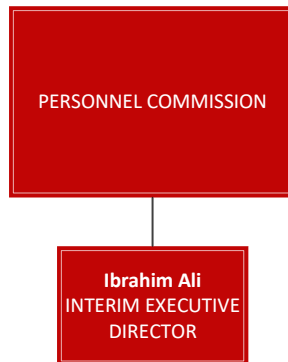 PERSONNEL COMMISSION
Ibrahim Ali
INTERIM EXECUTIVE
DIRECTOR